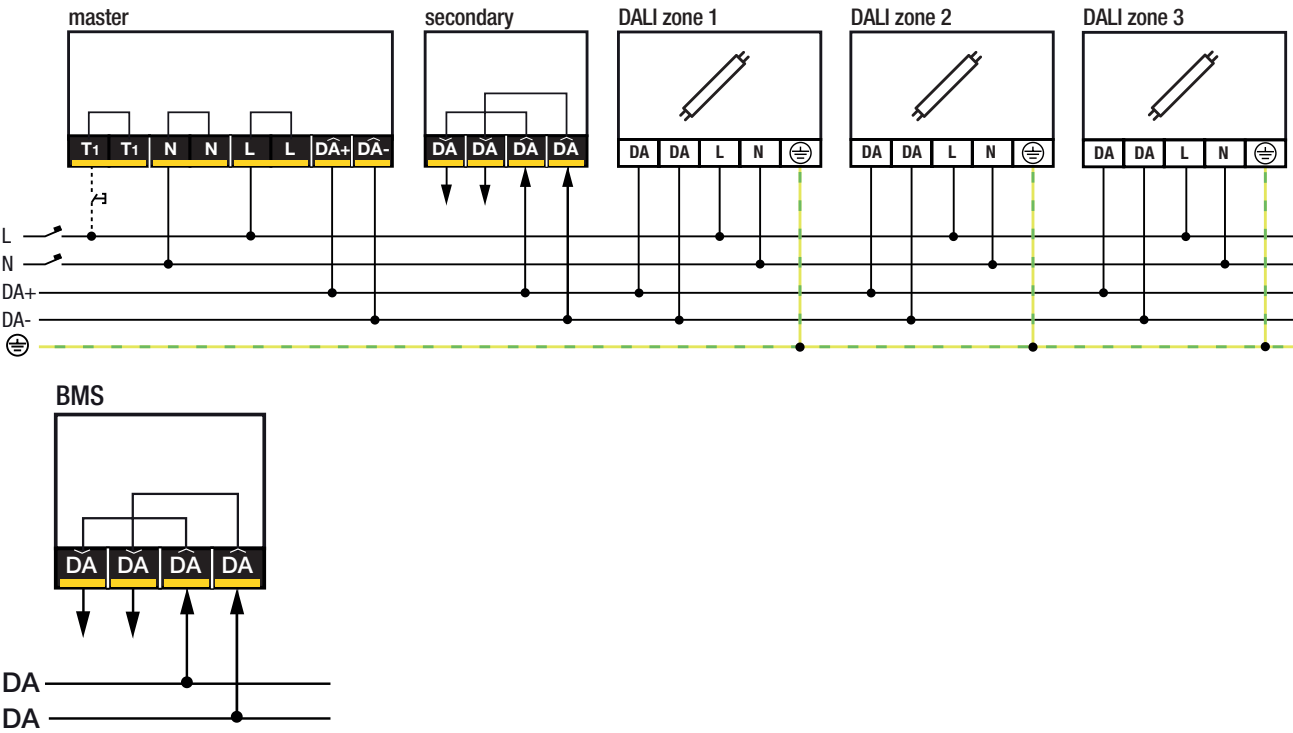 master secondary DALI zone 1 DALI zone 2 DALI zone 3
T1 T1 N N L L DA+ DA- DA DA DA DA DA DA L N DA DA L N DA DA L N
L
N
DA+
DA-
BMS
DA DA DA DA
DA
DA